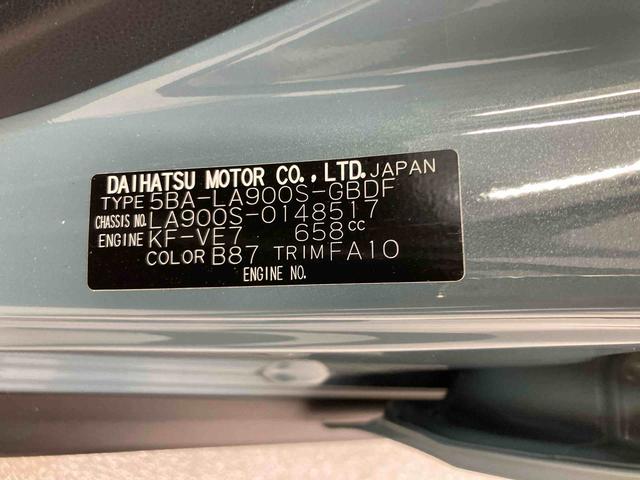 DAIHATSU MOTOR CO.,LTD. JAPAN
TYPE 5BA-LA900S-GBDF
CHASSIS NO. LA900S-0148517
ENGINE KF-VE7 658cc
COLOR B87 TRIM FA10
ENGINE NO.